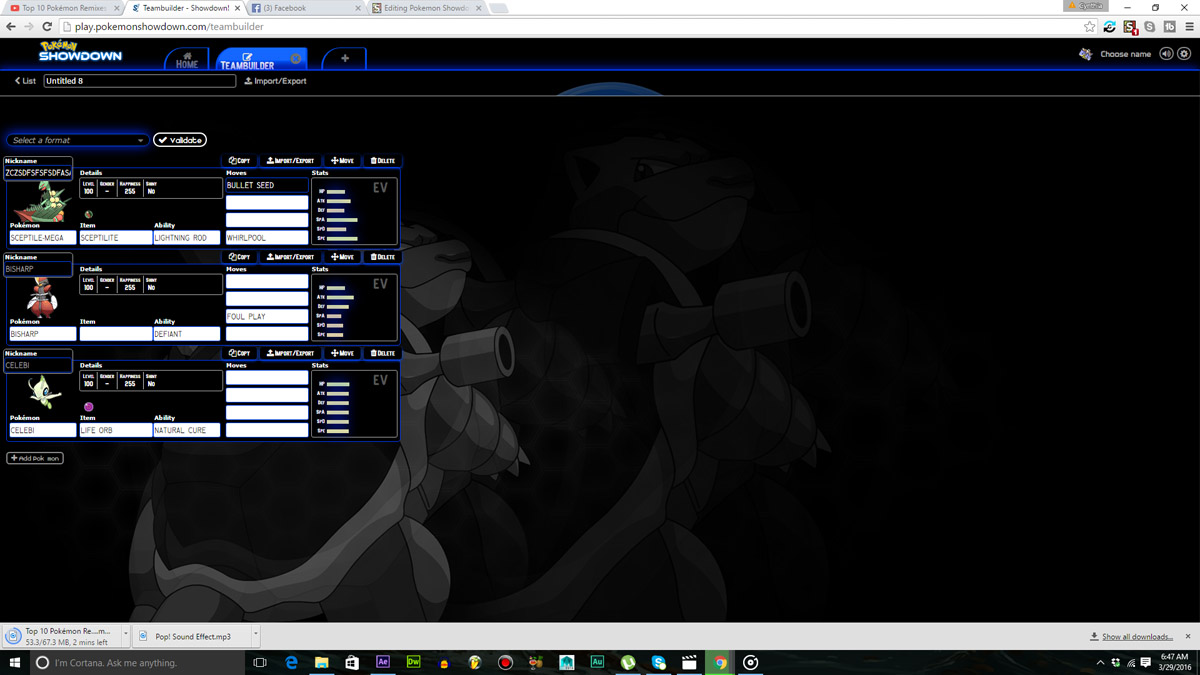 Top 10 Pokémon Remixes
Teambuilder - Showdown!
(3) Facebook
Editing Pokemon Showdo
Cynthia
play.pokemonshowdown.com/teambuilder
1
Pokémon
SHOWDOWN
HOME
TEAMBUILDER
+
Choose name
List
Untitled 8
Import/Export
Select a format
Validate
Copy Import/Export Move Delete
Nickname
ZCZSDFSFSFSDFASA
Details
Level Gender Happiness Shiny
100 – 255 No
Moves
BULLET SEED
WHIRLPOOL
Stats
EV
HP
Atk
Def
SpA
SpD
Spe
Pokémon
SCEPTILE-MEGA
Item
SCEPTILITE
Ability
LIGHTNING ROD
Copy Import/Export Move Delete
Nickname
BISHARP
Details
Level Gender Happiness Shiny
100 – 255 No
Moves
FOUL PLAY
Stats
EV
HP
Atk
Def
SpA
SpD
Spe
Pokémon
BISHARP
Item
Ability
DEFIANT
Copy Import/Export Move Delete
Nickname
CELEBI
Details
Level Gender Happiness Shiny
100 – 255 No
Moves
Stats
EV
HP
Atk
Def
SpA
SpD
Spe
Pokémon
CELEBI
Item
LIFE ORB
Ability
NATURAL CURE
Add Pok mon
Top 10 Pokémon Re....m...
53.3/67.3 MB, 2 mins left
Pop! Sound Effect.mp3
Show all downloads...
I'm Cortana. Ask me anything.
Ae
Dw
Au
6:47 AM
3/29/2016